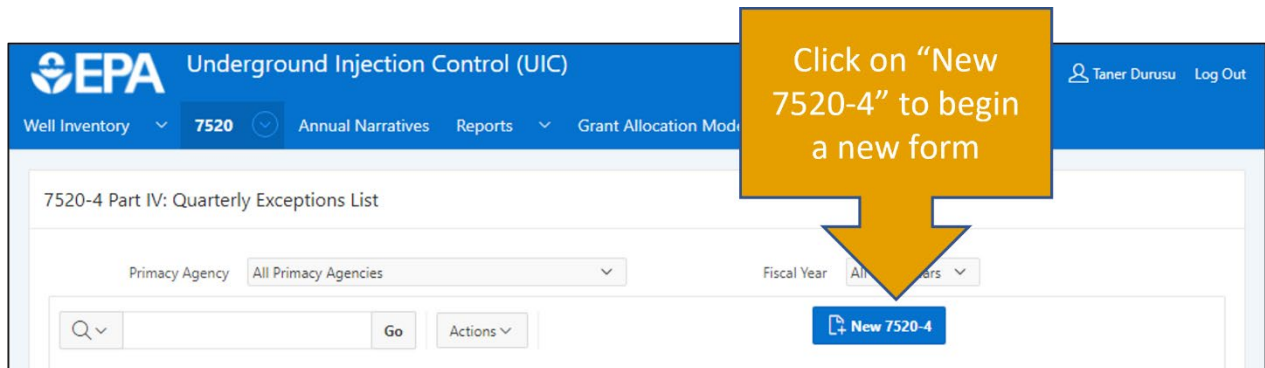 EPA
Underground Injection Control (UIC)
Click on “New
7520-4” to begin
a new form
Taner Durusu Log Out
Well Inventory 7520 Annual Narratives Reports Grant Allocation
7520-4 Part IV: Quarterly Exceptions List
Primacy Agency All Primacy Agencies Fiscal Year All
Go Actions New 7520-4